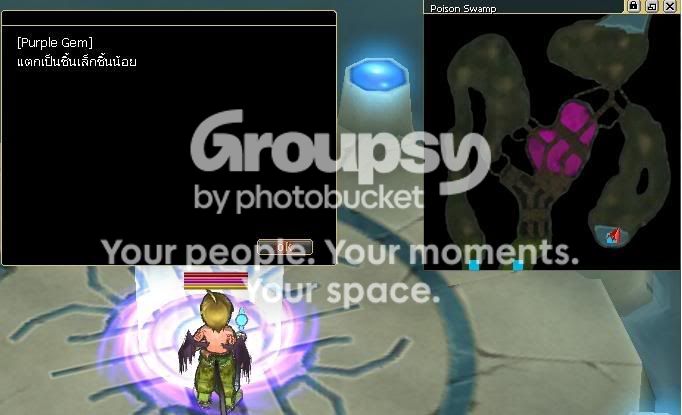 Poison Swamp
[Purple Gem]
แตกเป็นชิ้นเล็กชิ้นน้อย
Groupsy
by photobucket
ok
Your people. Your moments.
Your space.